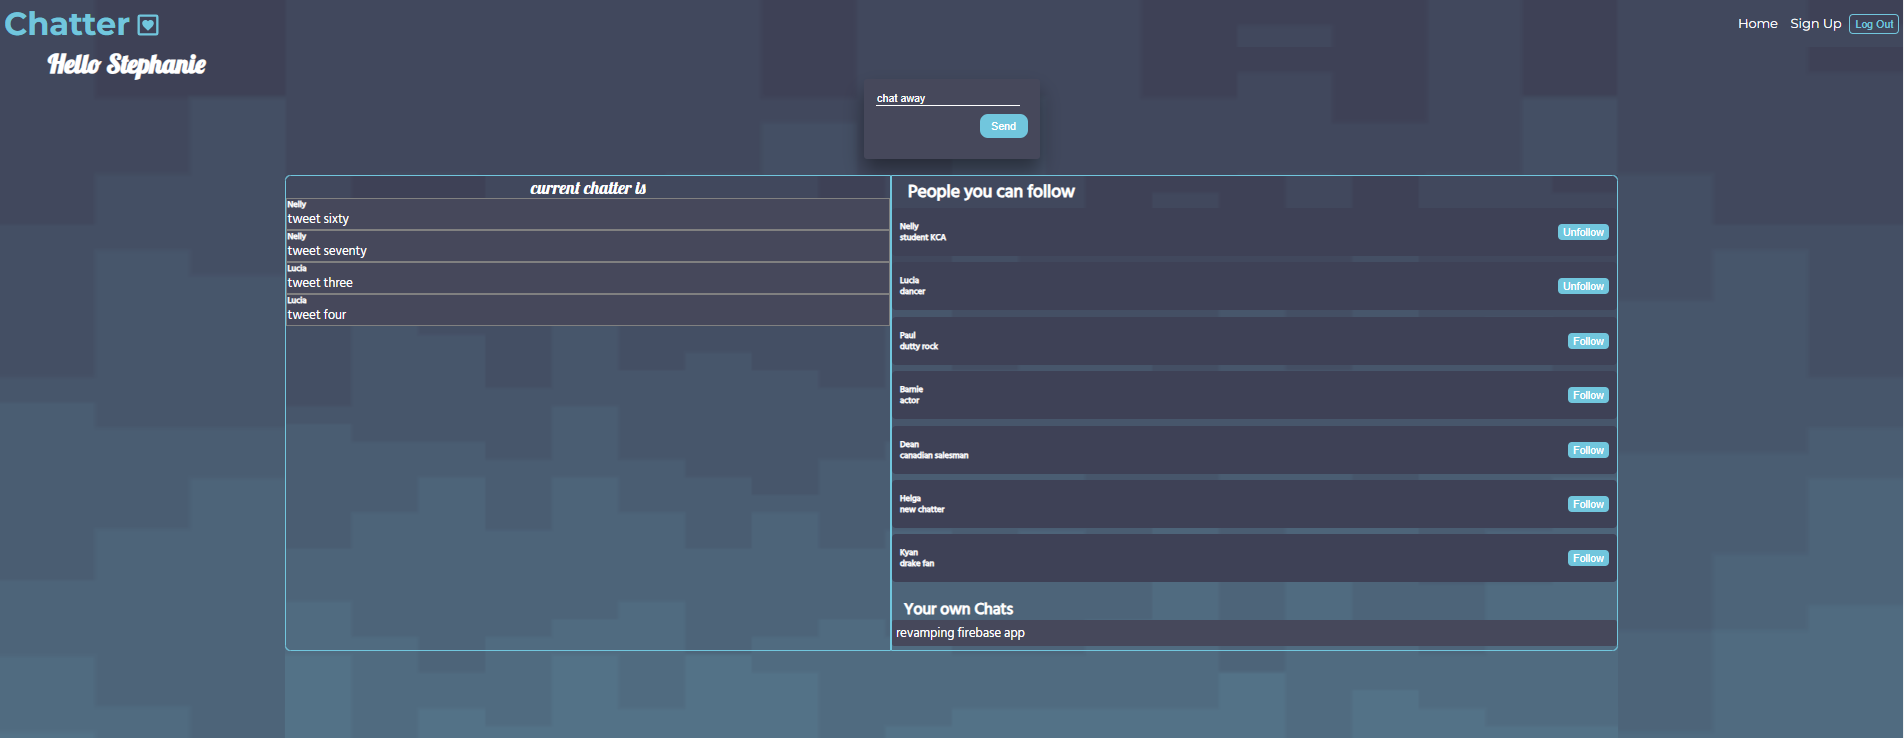 Chatter
Home Sign Up Log Out
Hello Stephanie
chat away
Send
current chatter is
Nelly
tweet sixty
Nelly
tweet seventy
Lucia
tweet three
Lucia
tweet four
People you can follow
Nelly
student KCA
Unfollow
Lucia
dancer
Unfollow
Paul
dutty rock
Follow
Barnie
actor
Follow
Dean
canadian salesman
Follow
Helga
new chatter
Follow
Kyan
drake fan
Follow
Your own Chats
revamping firebase app